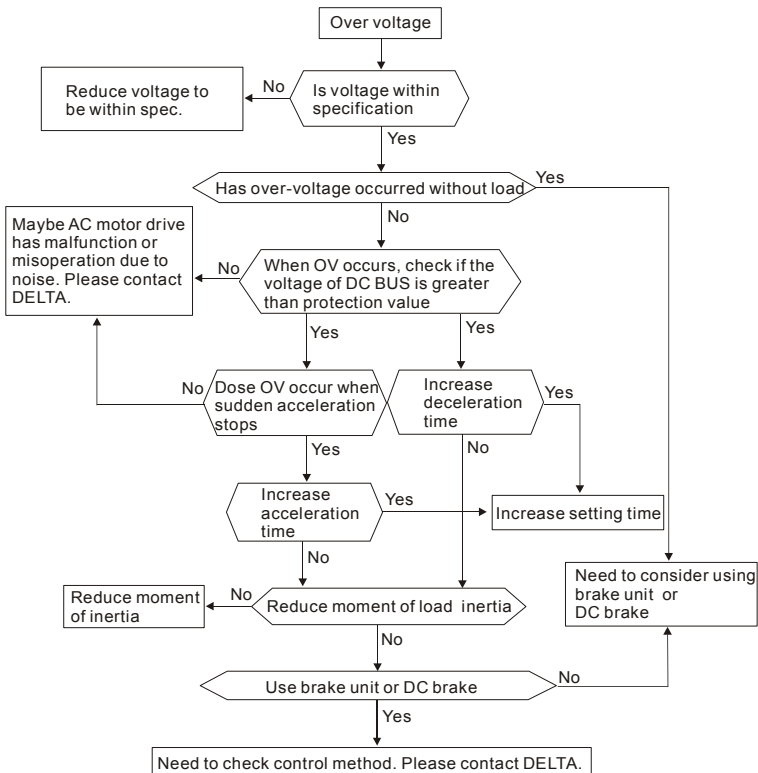 Over voltage
Reduce voltage to
be within spec.
No
Is voltage within
specification
Yes
Has over-voltage occurred without load
Yes
No
Maybe AC motor drive
has malfunction or
misoperation due to
noise. Please contact
DELTA.
No
When OV occurs, check if the
voltage of DC BUS is greater
than protection value
Yes
Yes
No
Dose OV occur when
sudden acceleration
stops
Increase
deceleration
time
Yes
Yes
No
Increase
acceleration
time
Yes
Increase setting time
No
Reduce moment
of inertia
No
Reduce moment of load inertia
Need to consider using
brake unit or
DC brake
No
Use brake unit or DC brake
No
Yes
Need to check control method. Please contact DELTA.